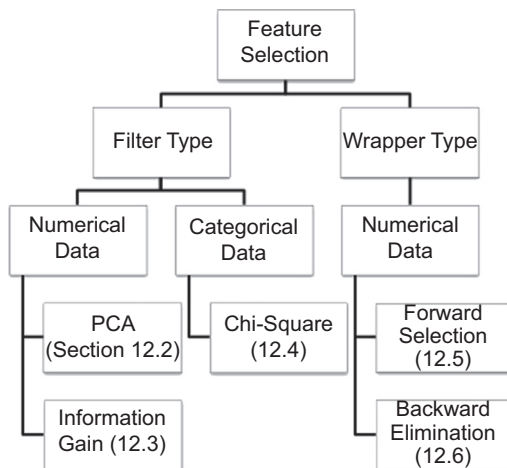 Feature
Selection
Filter Type
Wrapper Type
Numerical
Data
Categorical
Data
Numerical
Data
PCA
(Section 12.2)
Chi-Square
(12.4)
Forward
Selection
(12.5)
Information
Gain (12.3)
Backward
Elimination
(12.6)